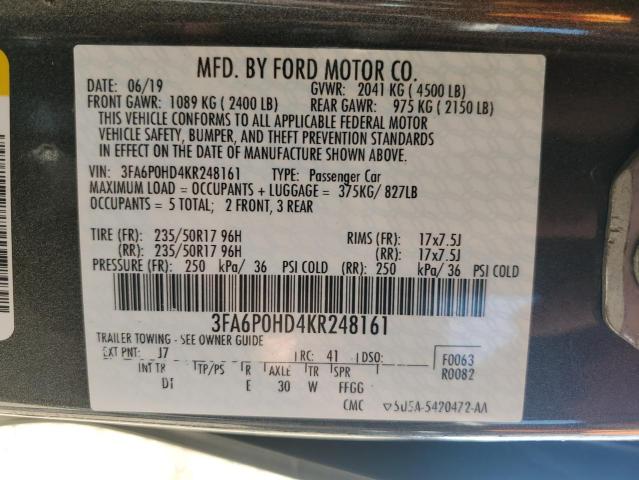 MFD. BY FORD MOTOR CO.
DATE: 06/19 GVWR: 2041 KG ( 4500 LB)
FRONT GAWR: 1089 KG ( 2400 LB) REAR GAWR: 975 KG ( 2150 LB)
THIS VEHICLE CONFORMS TO ALL APPLICABLE FEDERAL MOTOR
VEHICLE SAFETY, BUMPER, AND THEFT PREVENTION STANDARDS
IN EFFECT ON THE DATE OF MANUFACTURE SHOWN ABOVE.
VIN: 3FA6P0HD4KR248161 TYPE: Passenger Car
MAXIMUM LOAD = OCCUPANTS + LUGGAGE = 375KG/ 827LB
OCCUPANTS = 5 TOTAL; 2 FRONT, 3 REAR
TIRE (FR): 235/50R17 96H RIMS (FR): 17x7.5J
(RR): 235/50R17 96H (RR): 17x7.5J
PRESSURE (FR): 250 kPa/ 36 PSI COLD (RR): 250 kPa/ 36 PSI COLD
3FA6P0HD4KR248161
TRAILER TOWING - SEE OWNER GUIDE
EXT PNT: J7 RC: 41 DSO: F0063
INT TR TP/PS R AXLE TR SPR R0082
DT E 30 W FFGG
CMC 5U5A-5420472-AA